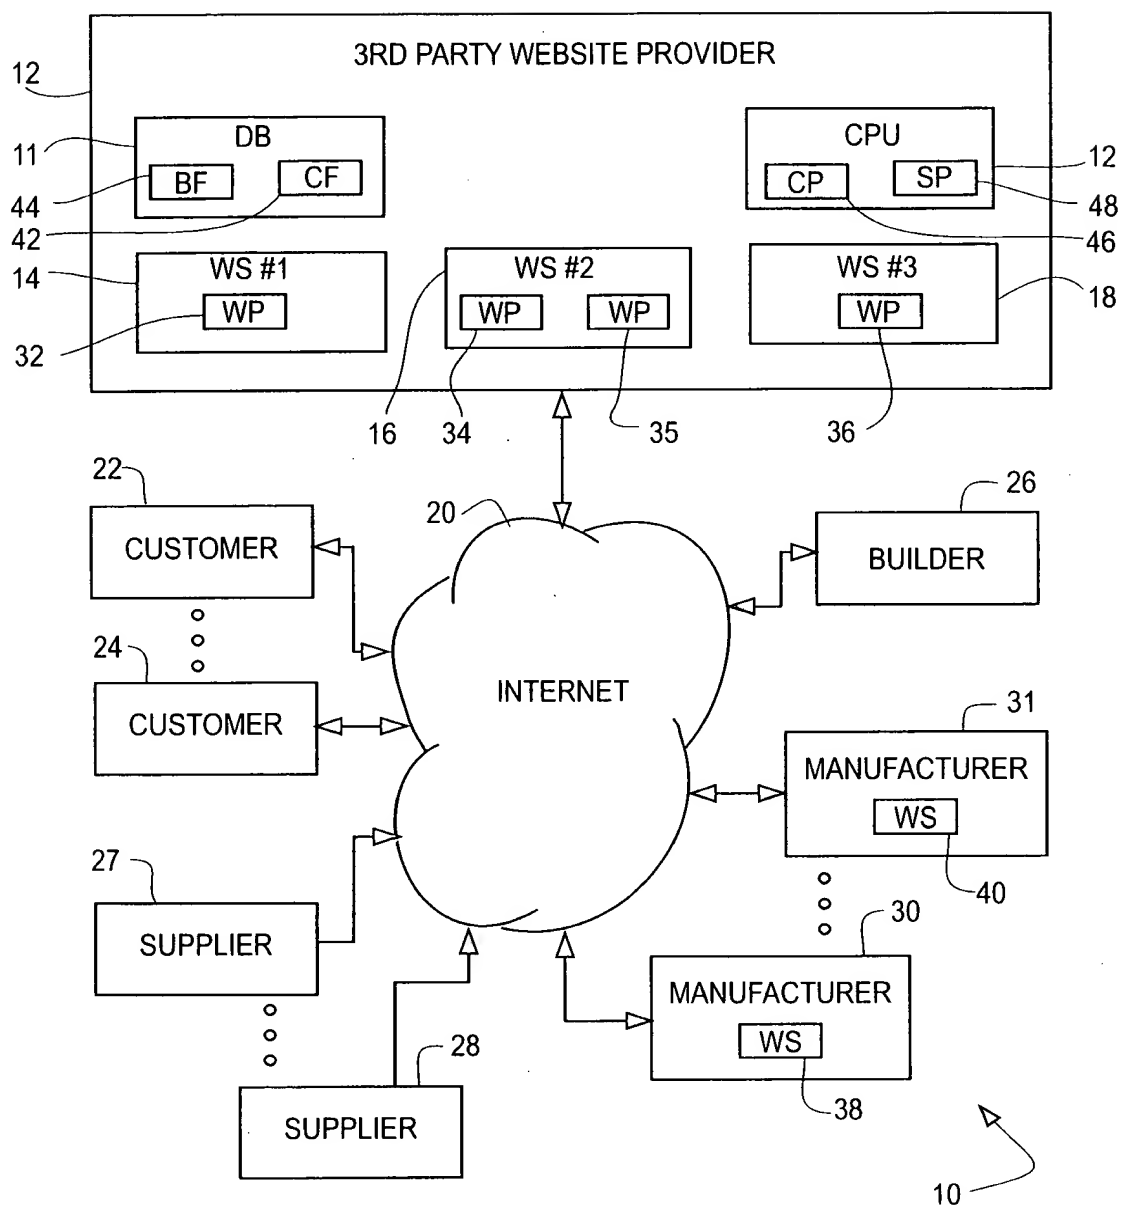 3RD PARTY WEBSITE PROVIDER
12
DB
CPU
11
12
BF
CF
CP
SP
44
48
42
46
14
WS #1
WS #2
WS #3
18
WP
WP
WP
WP
32
16
34
35
36
22
20
26
CUSTOMER
BUILDER
24
INTERNET
31
CUSTOMER
MANUFACTURER
WS
27
40
30
SUPPLIER
MANUFACTURER
WS
28
38
SUPPLIER
10